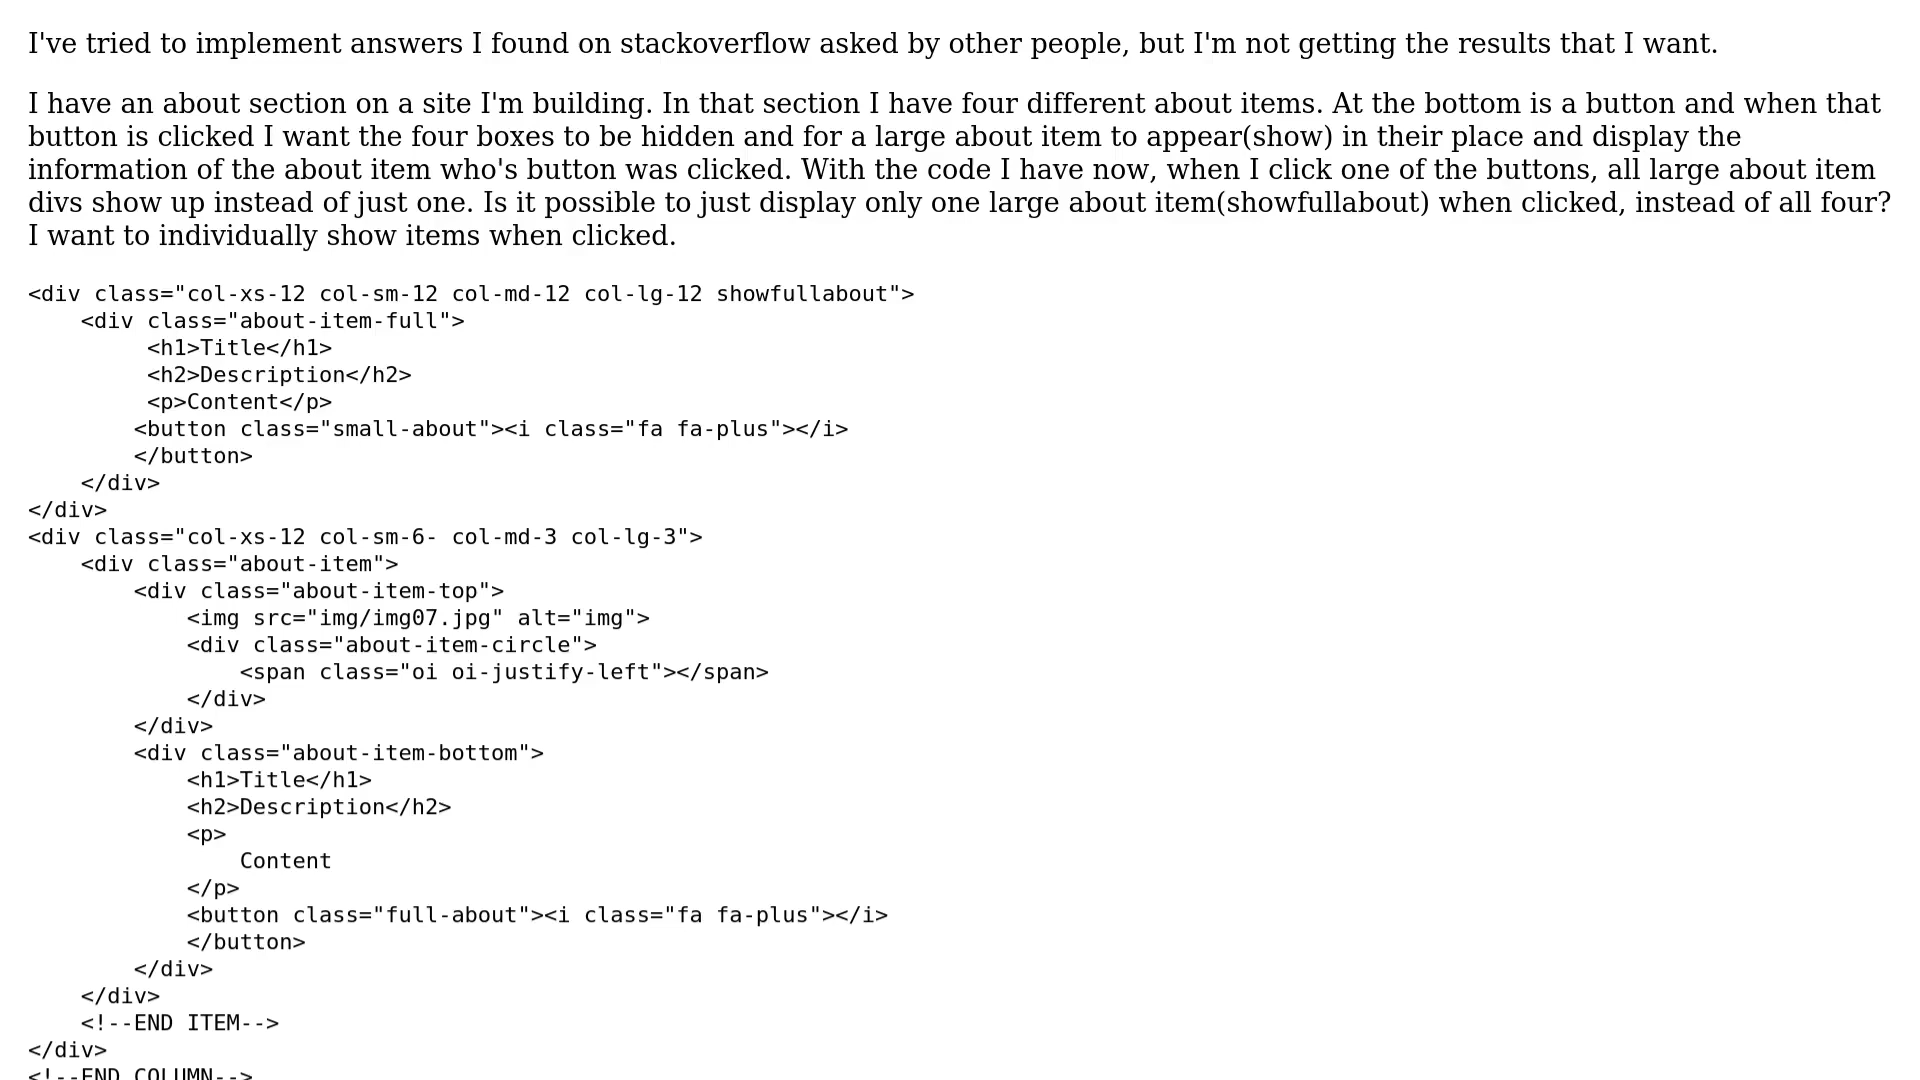 I've tried to implement answers I found on stackoverflow asked by other people, but I'm not getting the results that I want.
I have an about section on a site I'm building. In that section I have four different about items. At the bottom is a button and when that
button is clicked I want the four boxes to be hidden and for a large about item to appear(show) in their place and display the
information of the about item who's button was clicked. With the code I have now, when I click one of the buttons, all large about item
divs show up instead of just one. Is it possible to just display only one large about item(showfullabout) when clicked, instead of all four?
I want to individually show items when clicked.
<div class="col-xs-12 col-sm-12 col-md-12 col-lg-12 showfullabout">
    <div class="about-item-full">
         <h1>Title</h1>
         <h2>Description</h2>
         <p>Content</p>
        <button class="small-about"><i class="fa fa-plus"></i>
        </button>
    </div>
</div>
<div class="col-xs-12 col-sm-6- col-md-3 col-lg-3">
    <div class="about-item">
        <div class="about-item-top">
            <img src="img/img07.jpg" alt="img">
            <div class="about-item-circle">
                <span class="oi oi-justify-left"></span>
            </div>
        </div>
        <div class="about-item-bottom">
            <h1>Title</h1>
            <h2>Description</h2>
            <p>
                Content
            </p>
            <button class="full-about"><i class="fa fa-plus"></i>
            </button>
        </div>
    </div>
    <!--END ITEM-->
</div>
<!--END COLUMN-->